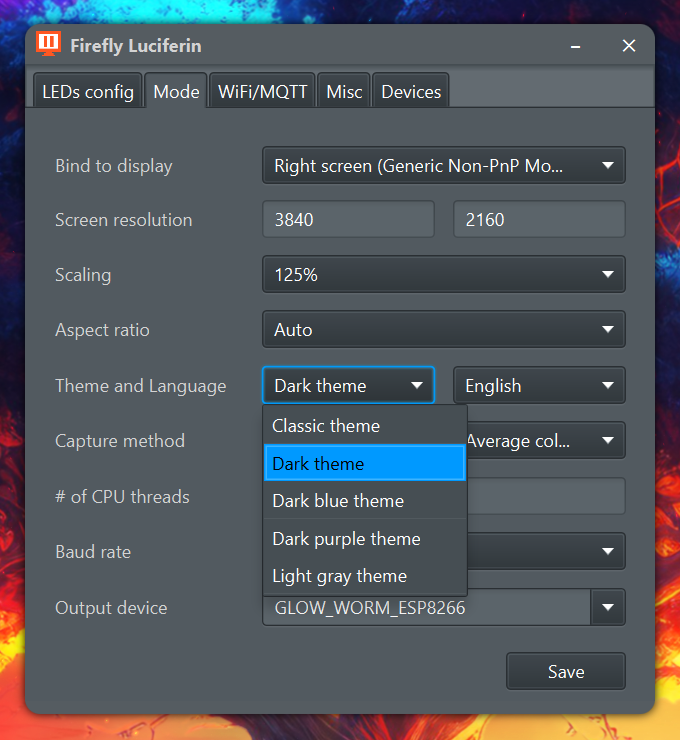 Firefly Luciferin
LEDs config Mode WiFi/MQTT Misc Devices
Bind to display Right screen (Generic Non-PnP Mo...
Screen resolution 3840 2160
Scaling 125%
Aspect ratio Auto
Theme and Language Dark theme English
Classic theme
Capture method Average col...
Dark theme
# of CPU threads
Dark blue theme
Dark purple theme
Baud rate
Light gray theme
Output device GLOW_WORM_ESP8266
Save